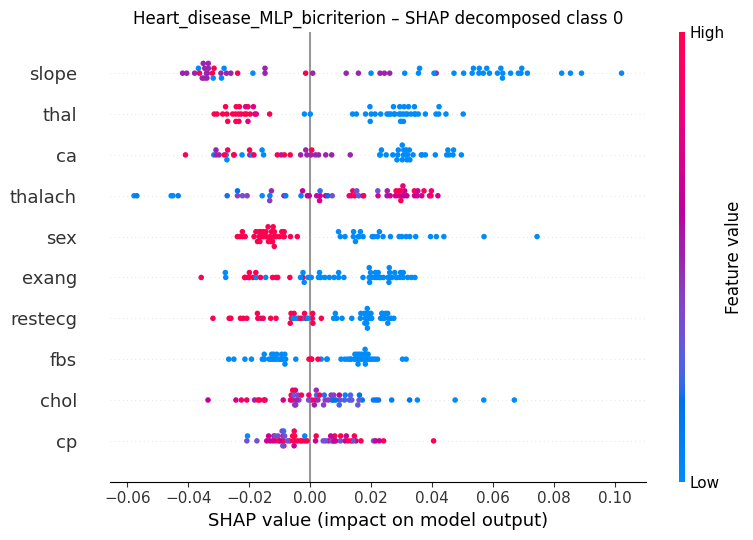 Heart_disease_MLP_bicriterion – SHAP decomposed class 0
High
slope
thal
ca
thalach
sex
exang
restecg
fbs
chol
cp
Feature value
Low
−0.06 −0.04 −0.02 0.00 0.02 0.04 0.06 0.08 0.10
SHAP value (impact on model output)